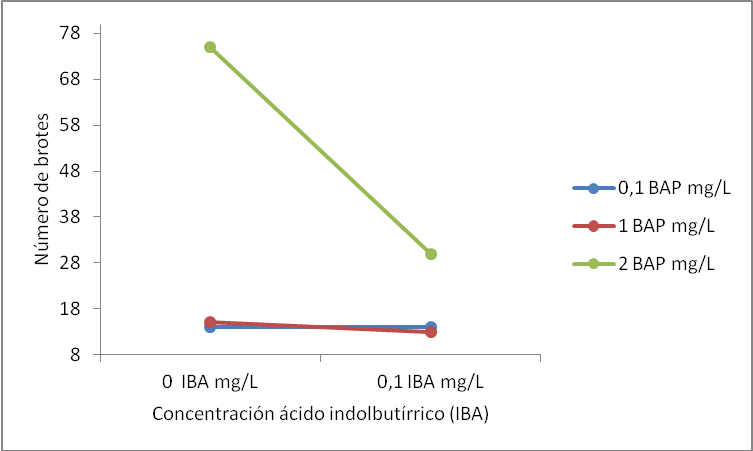 78
68
58
48
38
28
18
8
Número de brotes
0 IBA mg/L
0,1 IBA mg/L
Concentración ácido indolbutírrico (IBA)
0,1 BAP mg/L
1 BAP mg/L
2 BAP mg/L